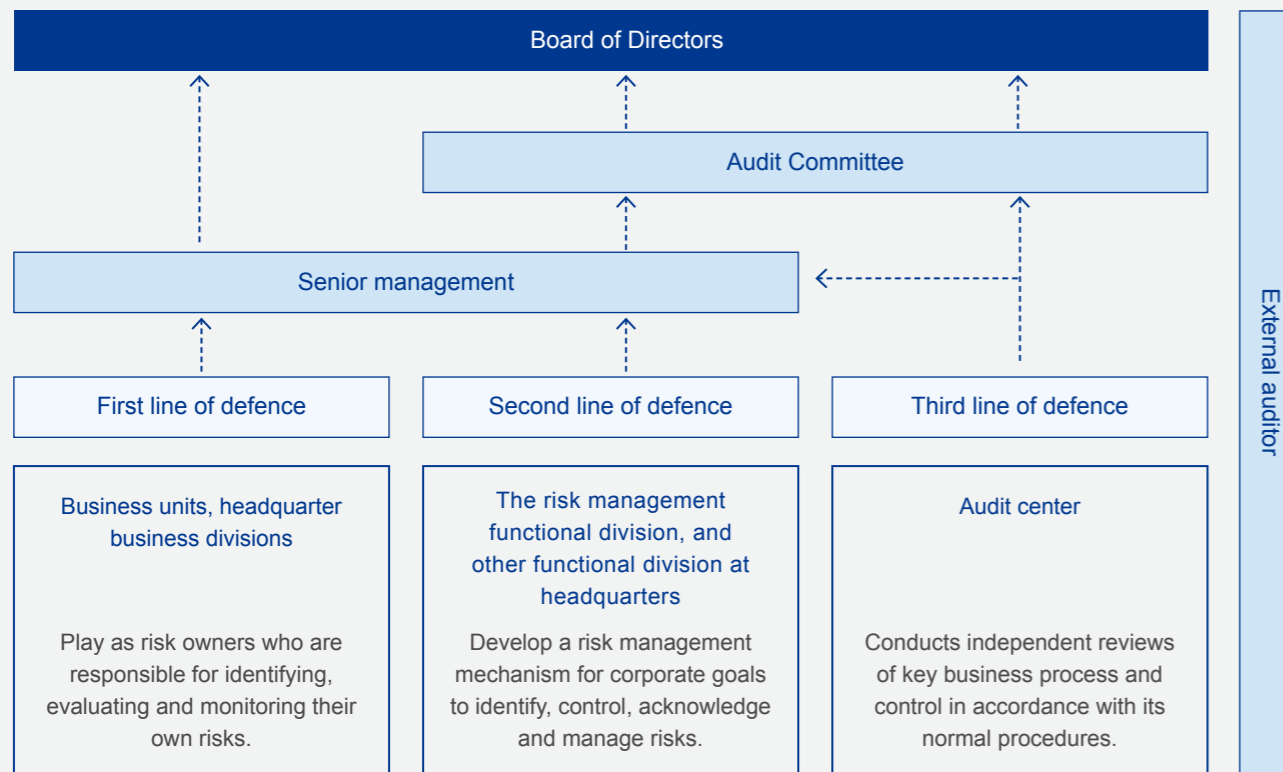 Board of Directors
Audit Committee
Senior management
First line of defence
Second line of defence
Third line of defence
Business units, headquarter
business divisions
Play as risk owners who are
responsible for identifying,
evaluating and monitoring their
own risks.
The risk management
functional division, and
other functional division at
headquarters
Develop a risk management
mechanism for corporate goals
to identify, control, acknowledge
and manage risks.
Audit center
Conducts independent reviews
of key business process and
control in accordance with its
normal procedures.
External auditor